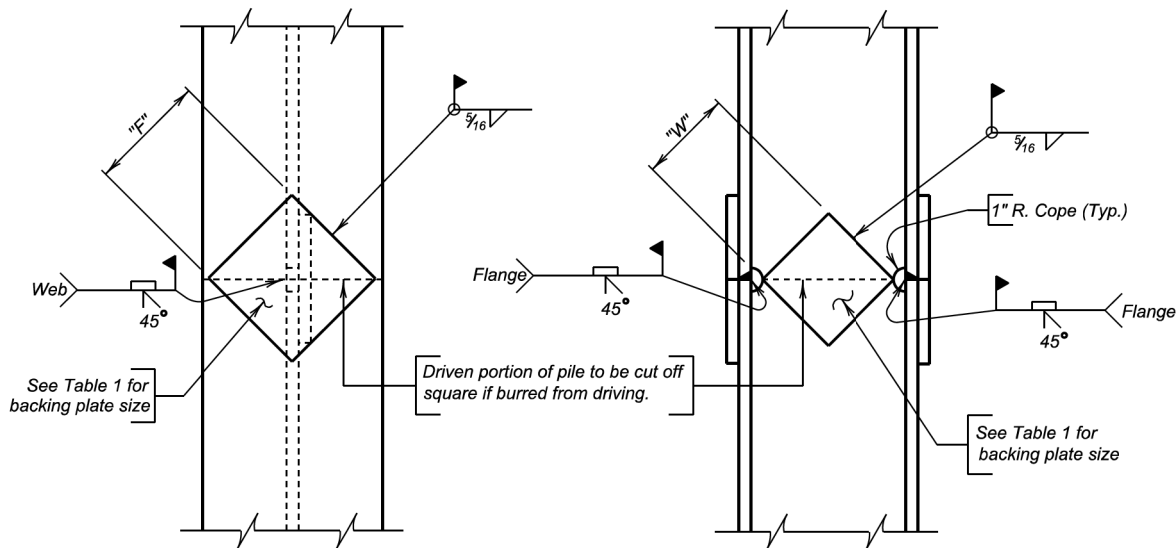 "F"
5/16
Web
45°
See Table 1 for
backing plate size
Driven portion of pile to be cut off
square if burred from driving.
"W"
5/16
1" R. Cope (Typ.)
Flange
45°
Flange
45°
See Table 1 for
backing plate size